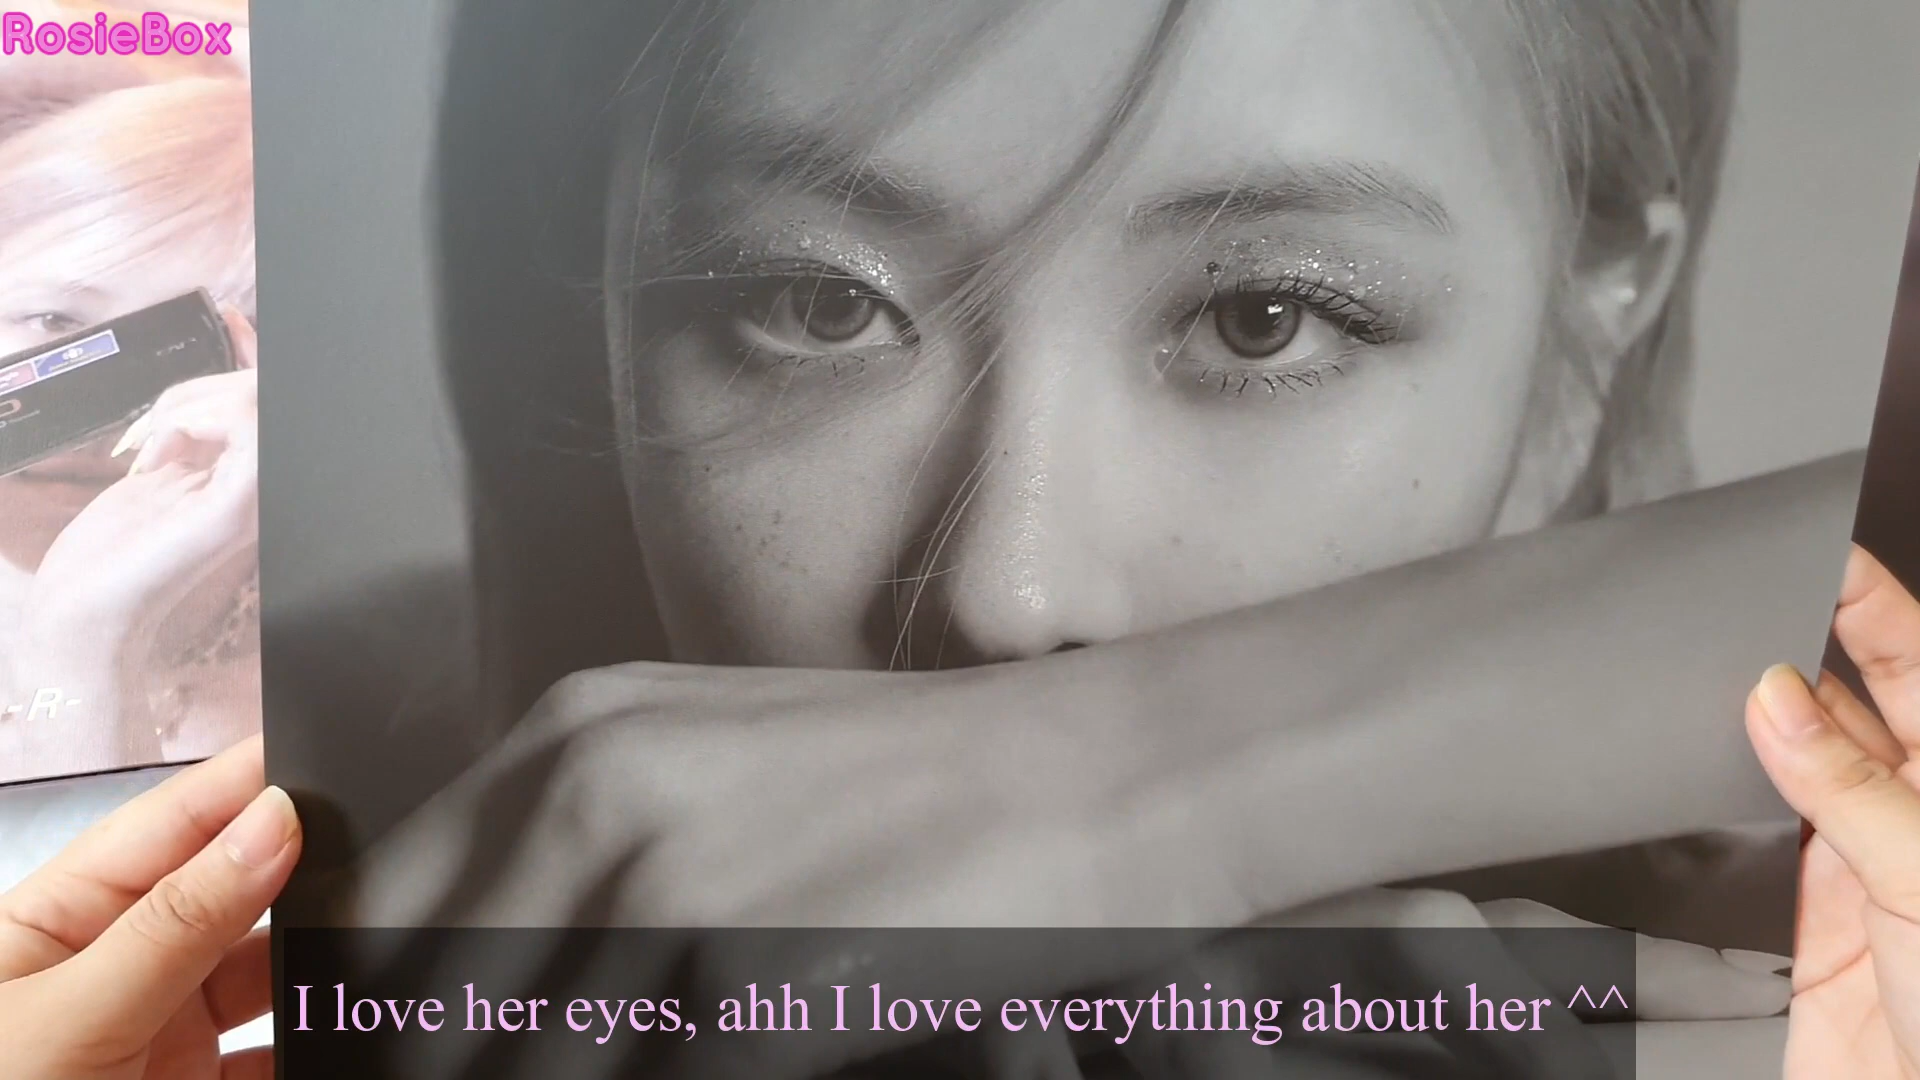 RosieBox
-R-
I love her eyes, ahh I love everything about her ^^